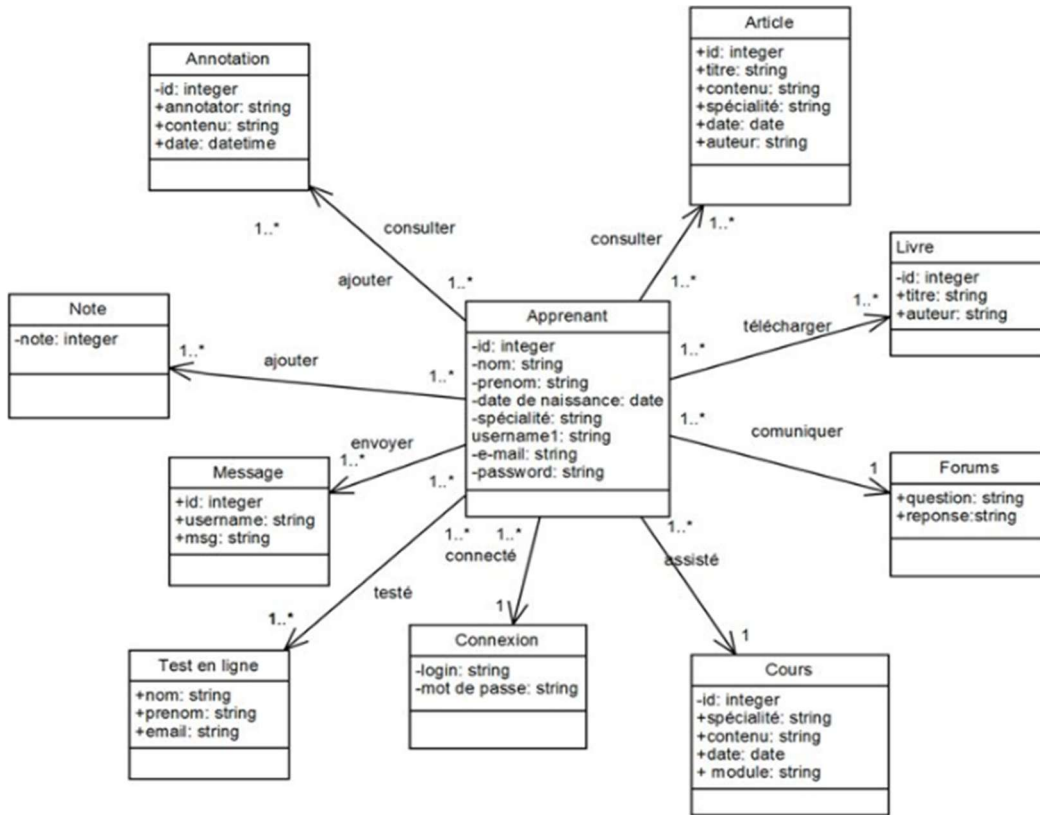 Article
+id: integer
+titre: string
+contenu: string
+spécialité: string
+date: date
+auteur: string
Annotation
-id: integer
+annotator: string
+contenu: string
+date: datetime
1..*
consulter
ajouter
1..*
consulter
1..*
1..*
Livre
-id: integer
+titre: string
+auteur: string
1..*
télécharger
1..*
Note
-note: integer
1..*
ajouter
1..*
Apprenant
-id: integer
-nom: string
-prenom: string
-date de naissance: date
-spécialité: string
username1: string
-e-mail: string
-password: string
1..*
comuniquer
1
Forums
+question: string
+reponse:string
envoyer
1..*
1..*
Message
+id: integer
+username: string
+msg: string
1..*
connecté
1..*
1..*
assisté
testé
1..*
1
1
Test en ligne
+nom: string
+prenom: string
+email: string
Connexion
-login: string
-mot de passe: string
Cours
-id: integer
+spécialité: string
+contenu: string
+date: date
+ module: string